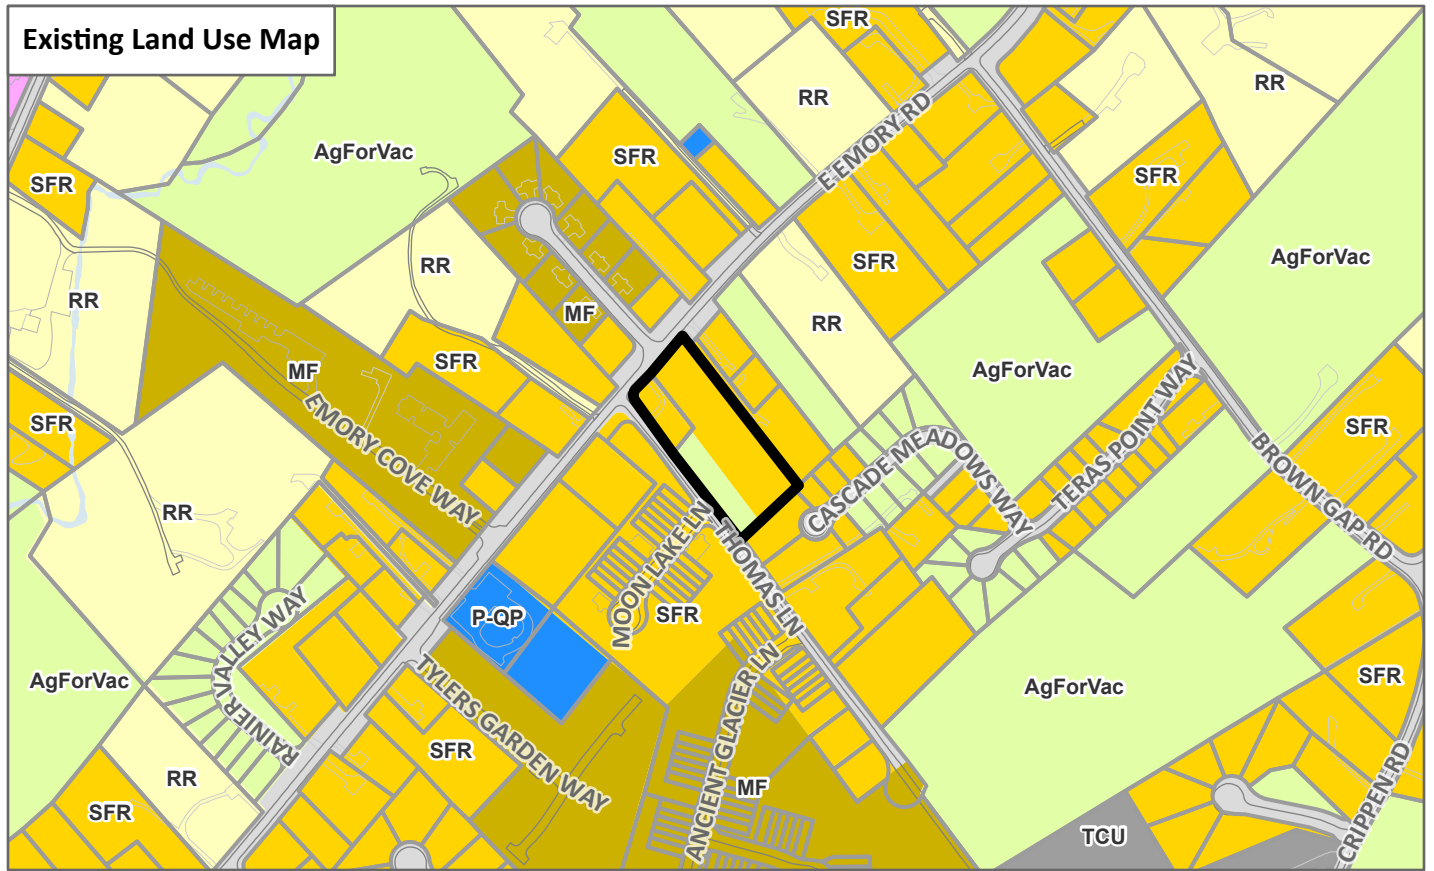 Existing Land Use Map
SFR
RR
RR
E EMORY RD
AgForVac
SFR
SFR
SFR
RR
SFR
AgForVac
RR
MF
RR
SFR
MF
AgForVac
TERAS POINT WAY
SFR
SFR
EMORY COVE WAY
CASCADE MEADOWS WAY
BROWN GAP RD
RR
MOON LAKE LN
THOMAS LN
P-QP
SFR
RAINIER VALLEY WAY
AgForVac
AgForVac
SFR
TYLERS GARDEN WAY
SFR
ANCIENT GLACIER LN
RR
MF
SFR
TCU
CRIPPEN RD